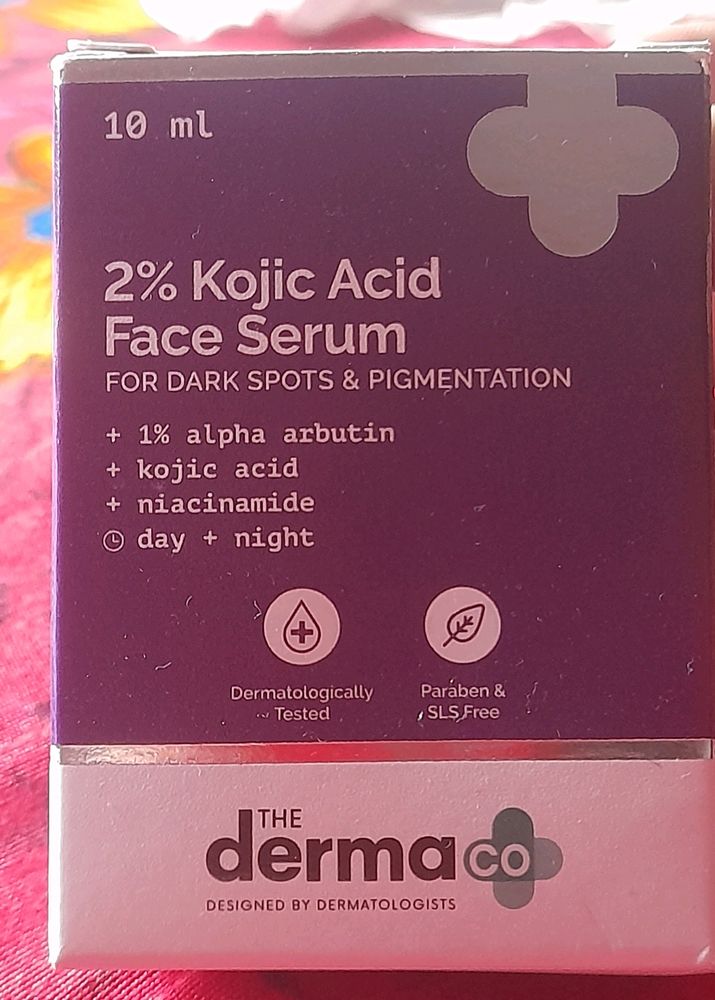 10 ml
2% Kojic Acid
Face Serum
FOR DARK SPOTS & PIGMENTATION
+ 1% alpha arbutin
+ kojic acid
+ niacinamide
day + night
Dermatologically
Tested
Paraben &
SLS Free
THE
derma co
DESIGNED BY DERMATOLOGISTS